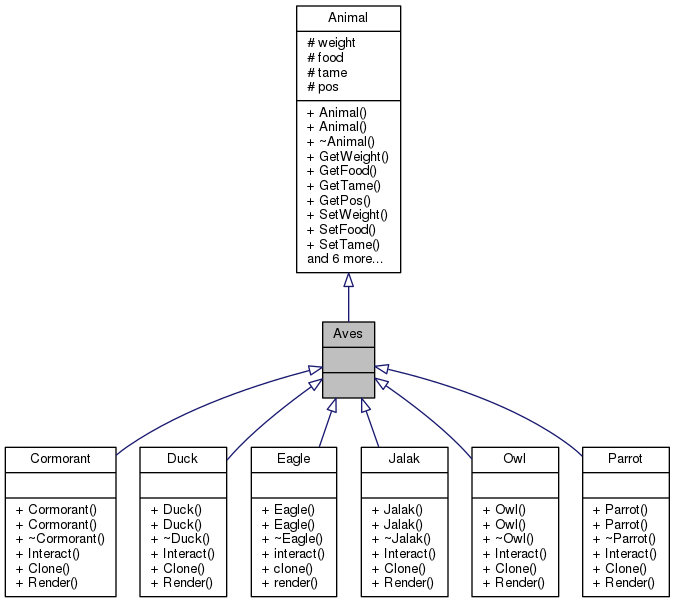 Animal
# weight
# food
# tame
# pos
+ Animal()
+ Animal()
+ ~Animal()
+ GetWeight()
+ GetFood()
+ GetTame()
+ GetPos()
+ SetWeight()
+ SetFood()
+ SetTame()
and 6 more...
Aves
Cormorant
+ Cormorant()
+ Cormorant()
+ ~Cormorant()
+ Interact()
+ Clone()
+ Render()
Duck
+ Duck()
+ Duck()
+ ~Duck()
+ Interact()
+ Clone()
+ Render()
Eagle
+ Eagle()
+ Eagle()
+ ~Eagle()
+ interact()
+ clone()
+ render()
Jalak
+ Jalak()
+ Jalak()
+ ~Jalak()
+ Interact()
+ Clone()
+ Render()
Owl
+ Owl()
+ Owl()
+ ~Owl()
+ Interact()
+ Clone()
+ Render()
Parrot
+ Parrot()
+ Parrot()
+ ~Parrot()
+ Interact()
+ Clone()
+ Render()